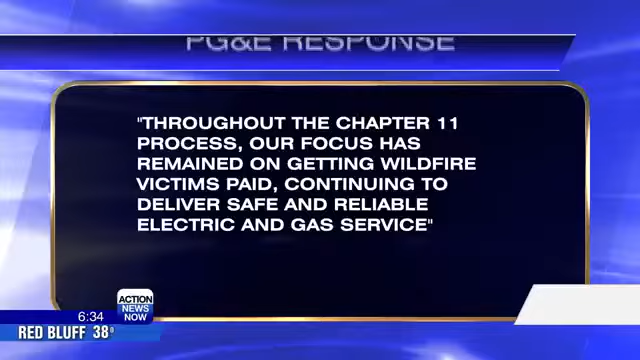 PG&E RESPONSE
"THROUGHOUT THE CHAPTER 11
PROCESS, OUR FOCUS HAS
REMAINED ON GETTING WILDFIRE
VICTIMS PAID, CONTINUING TO
DELIVER SAFE AND RELIABLE
ELECTRIC AND GAS SERVICE"
6:34
ACTION
NEWS
NOW
RED BLUFF 38°